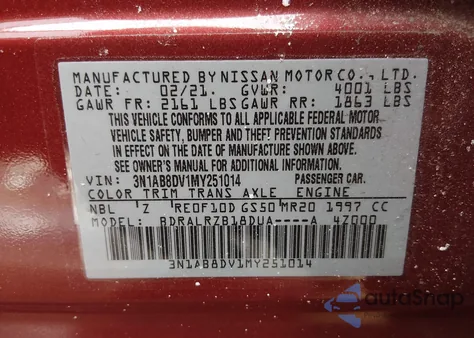 MANUFACTURED BY NISSAN MOTOR CO., LTD.
DATE: 02/21. GVWR: 4001 LBS
GAWR FR: 2161 LBS GAWR RR: 1863 LBS
THIS VEHICLE CONFORMS TO ALL APPLICABLE FEDERAL MOTOR
VEHICLE SAFETY, BUMPER AND THEFT PREVENTION STANDARDS
IN EFFECT ON THE DATE OF MANUFACTURE SHOWN ABOVE.
SEE OWNER'S MANUAL FOR ADDITIONAL INFORMATION.
VIN: 3N1AB8DV1MY251014 PASSENGER CAR.
COLOR TRIM TRANS AXLE ENGINE
NBL 'Z RE0F10D GS50 MR20 1997 CC
MODEL BDRALRZB18DUA----A 4Z000
3N1AB8DV1MY251014
autoSnap